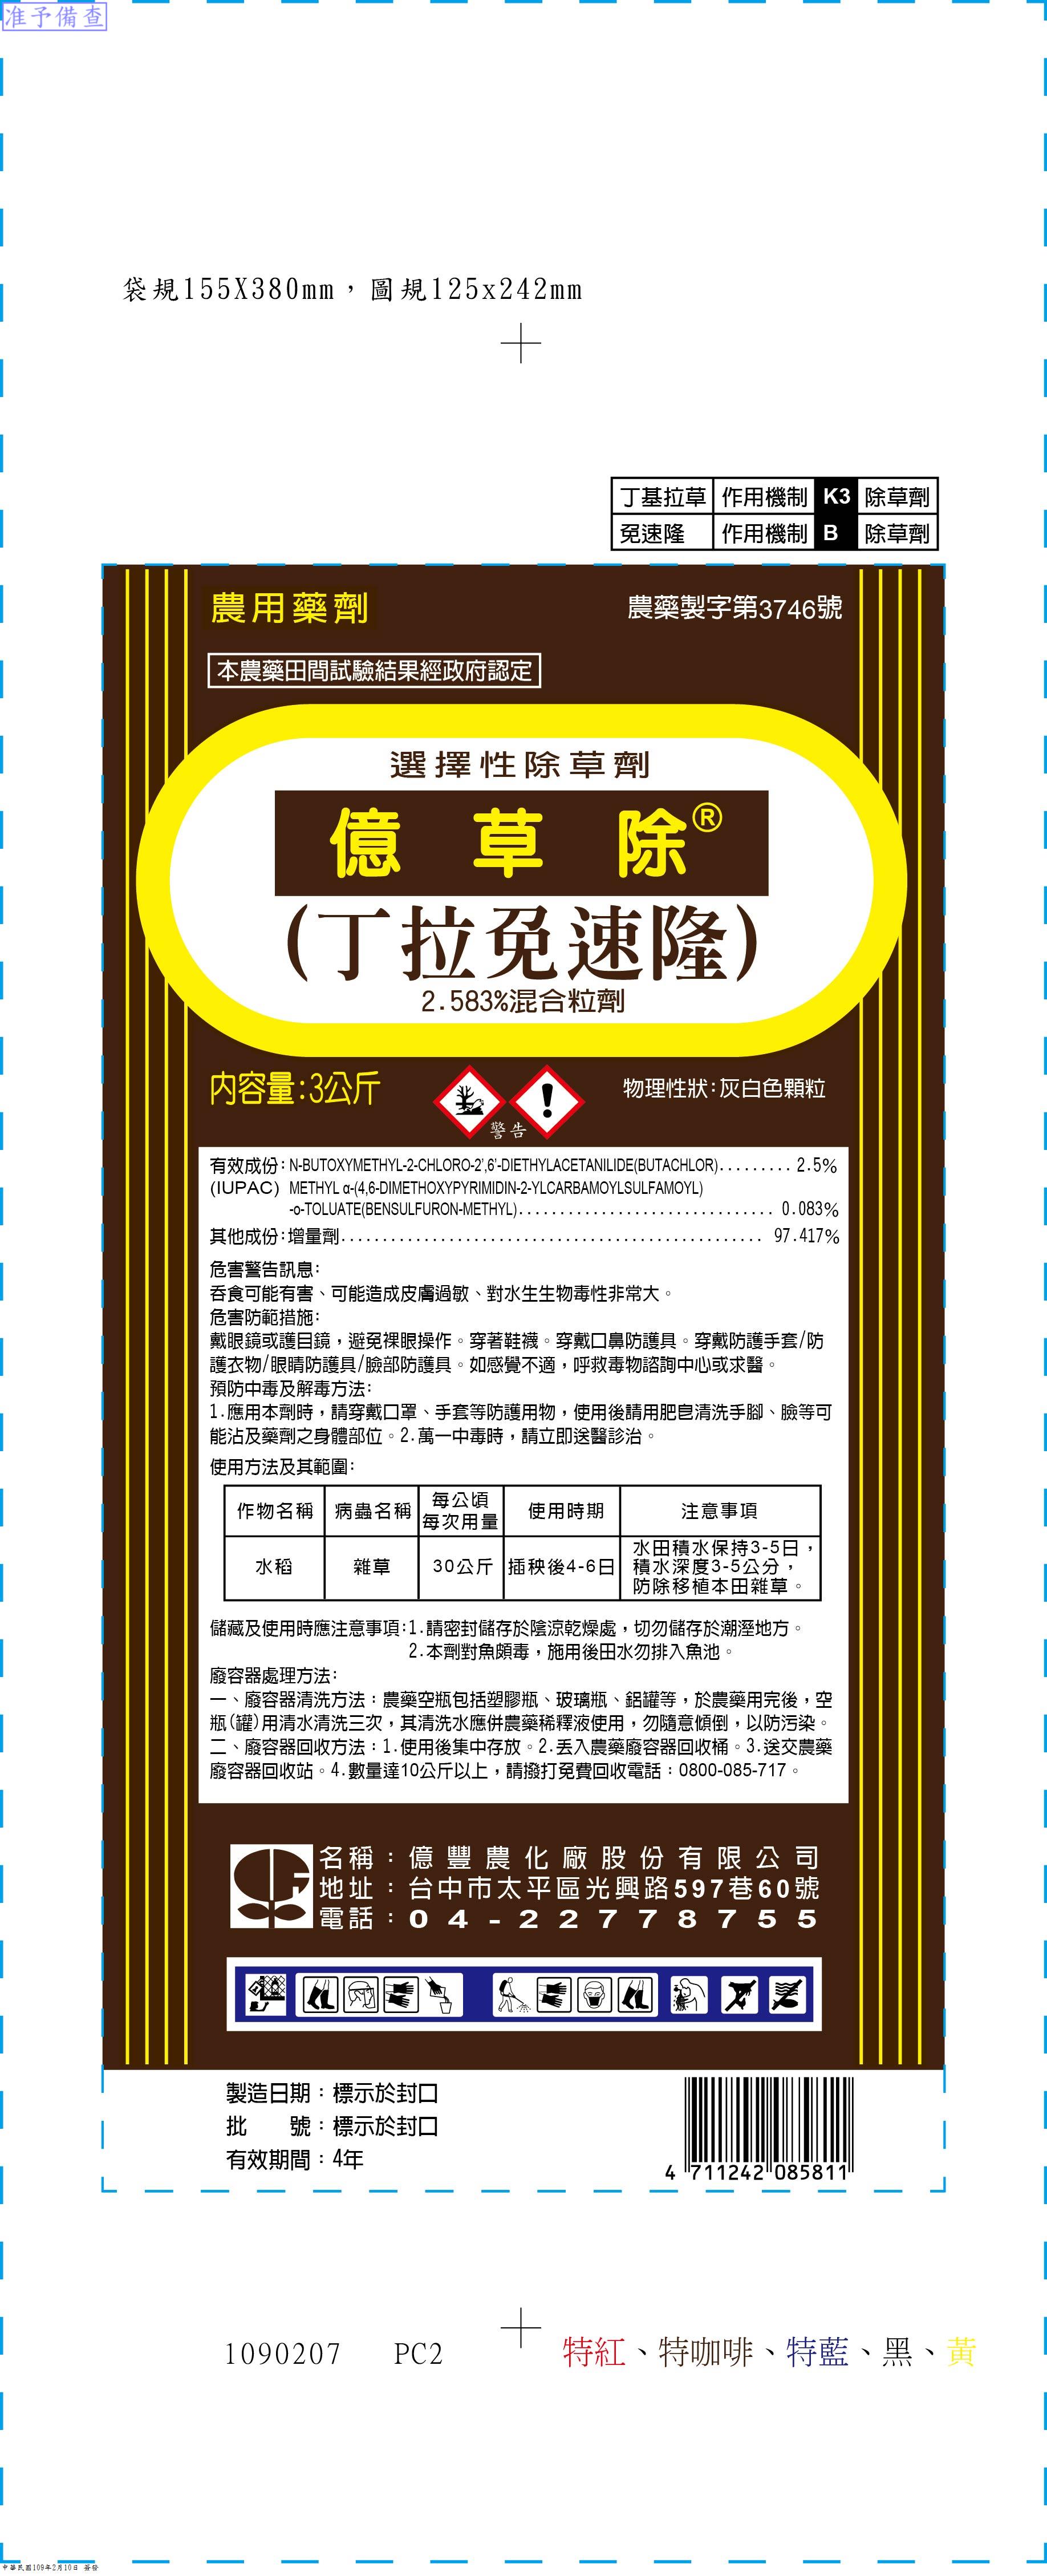 准予備查
袋規155X380mm，圖規125x242mm
丁基拉草 作用機制 K3 除草劑
免速隆 作用機制 B 除草劑
農用藥劑
農藥製字第3746號
本農藥田間試驗結果經政府認定
選擇性除草劑
億草除®
(丁拉免速隆)
2.583%混合粒劑
內容量:3公斤
警告
物理性狀:灰白色顆粒
有效成份:N-BUTOXYMETHYL-2-CHLORO-2',6'-DIETHYLACETANILIDE(BUTACHLOR)......... 2.5%
(IUPAC) METHYL α-(4,6-DIMETHOXYPYRIMIDIN-2-YLCARBAMOYLSULFAMOYL)
-o-TOLUATE(BENSULFURON-METHYL)............................... 0.083%
其他成份:增量劑................................................... 97.417%
危害警告訊息:
吞食可能有害、可能造成皮膚過敏、對水生生物毒性非常大。
危害防範措施:
戴眼鏡或護目鏡，避免裸眼操作。穿著鞋襪。穿戴口鼻防護具。穿戴防護手套/防
護衣物/眼睛防護具/臉部防護具。如感覺不適，呼救毒物諮詢中心或求醫。
預防中毒及解毒方法:
1.應用本劑時，請穿戴口罩、手套等防護用物，使用後請用肥皂清洗手腳、臉等可
能沾及藥劑之身體部位。2.萬一中毒時，請立即送醫診治。
使用方法及其範圍:
作物名稱 病蟲名稱 每公頃每次用量 使用時期 注意事項
水稻 雜草 30公斤 插秧後4-6日 水田積水保持3-5日，
積水深度3-5公分，
防除移植本田雜草。
儲藏及使用時應注意事項:1.請密封儲存於陰涼乾燥處，切勿儲存於潮溼地方。
2.本劑對魚頗毒，施用後田水勿排入魚池。
廢容器處理方法:
一、廢容器清洗方法：農藥空瓶包括塑膠瓶、玻璃瓶、鋁罐等，於農藥用完後，空
瓶(罐)用清水清洗三次，其清洗水應併農藥稀釋液使用，勿隨意傾倒，以防污染。
二、廢容器回收方法：1.使用後集中存放。2.丟入農藥廢容器回收桶。3.送交農藥
廢容器回收站。4.數量達10公斤以上，請撥打免費回收電話：0800-085-717。
名稱：億豐農化廠股份有限公司
地址：台中市太平區光興路597巷60號
電話：04-22778755
製造日期：標示於封口
批　　號：標示於封口
有效期間：4年
4 711242 085811
1090207 PC2
特紅、特咖啡、特藍、黑、黃
中華民國109年2月10日 簽發